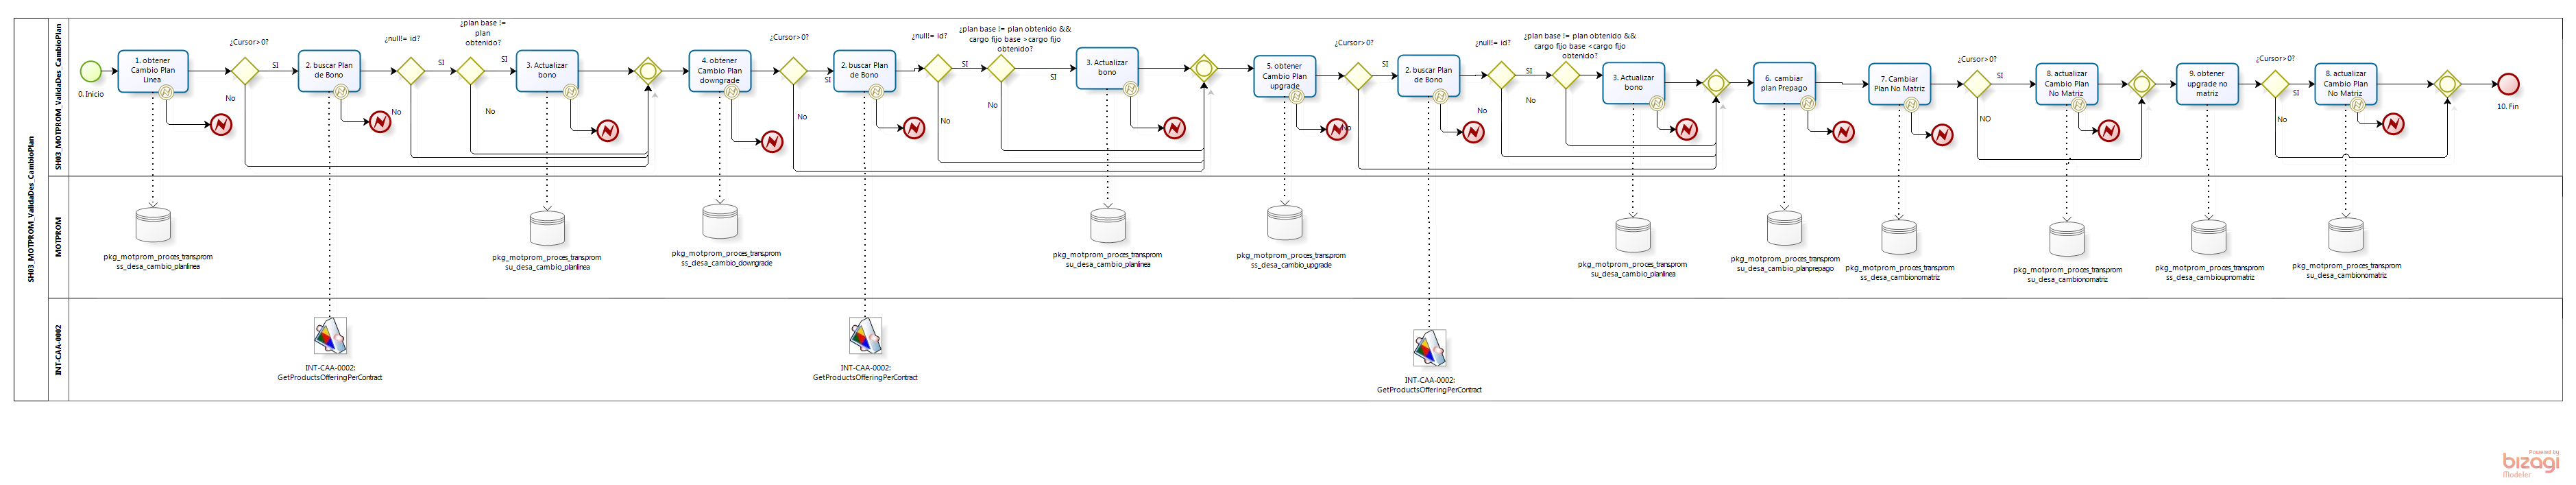 SH03_MOTPROM_ValidaDes_CambioPlan
SH03_MOTPROM_ValidaDes_CambioPlan
0. Inicio
1. obtener
Cambio Plan
Linea
¿Cursor>0?
SI
No
2. buscar Plan
de Bono
¿null!= id?
SI
No
¿plan base !=
plan
obtenido?
SI
No
3. Actualizar
bono
4. obtener
Cambio Plan
downgrade
¿Cursor>0?
SI
No
2. buscar Plan
de Bono
¿null!= id?
SI
No
¿plan base != plan obtenido &&
cargo fijo base >cargo fijo
obtenido?
SI
No
3. Actualizar
bono
5. obtener
Cambio Plan
upgrade
¿Cursor>0?
SI
No
2. buscar Plan
de Bono
¿null!= id?
SI
No
¿plan base != plan obtenido &&
cargo fijo base <cargo fijo
obtenido?
No
3. Actualizar
bono
6. cambiar
plan Prepago
7. Cambiar
Plan No Matriz
¿Cursor>0?
SI
NO
8. actualizar
Cambio Plan
No Matriz
9. obtener
upgrade no
matriz
¿Cursor>0?
SI
No
8. actualizar
Cambio Plan
No Matriz
10. Fin
MOTPROM
pkg_motprom_proces_transprom
ss_desa_cambio_planlinea
pkg_motprom_proces_transprom
su_desa_cambio_planlinea
pkg_motprom_proces_transprom
ss_desa_cambio_downgrade
pkg_motprom_proces_transprom
su_desa_cambio_planlinea
pkg_motprom_proces_transprom
ss_desa_cambio_upgrade
pkg_motprom_proces_transprom
su_desa_cambio_planlinea
pkg_motprom_proces_transprom
su_desa_cambio_planprepago
pkg_motprom_proces_transprom
ss_desa_cambionomatriz
pkg_motprom_proces_transprom
su_desa_cambionomatriz
pkg_motprom_proces_transprom
ss_desa_cambioupnomatriz
pkg_motprom_proces_transprom
su_desa_cambionomatriz
INT-CAA-0002
INT-CAA-0002:
GetProductsOfferingPerContract
INT-CAA-0002:
GetProductsOfferingPerContract
INT-CAA-0002:
GetProductsOfferingPerContract
Powered by
bizagi
Modeler